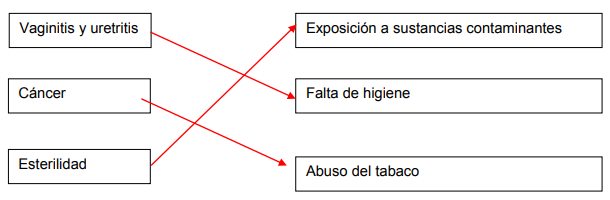 Vaginitis y uretritis
Exposición a sustancias contaminantes
Cáncer
Falta de higiene
Esterilidad
Abuso del tabaco